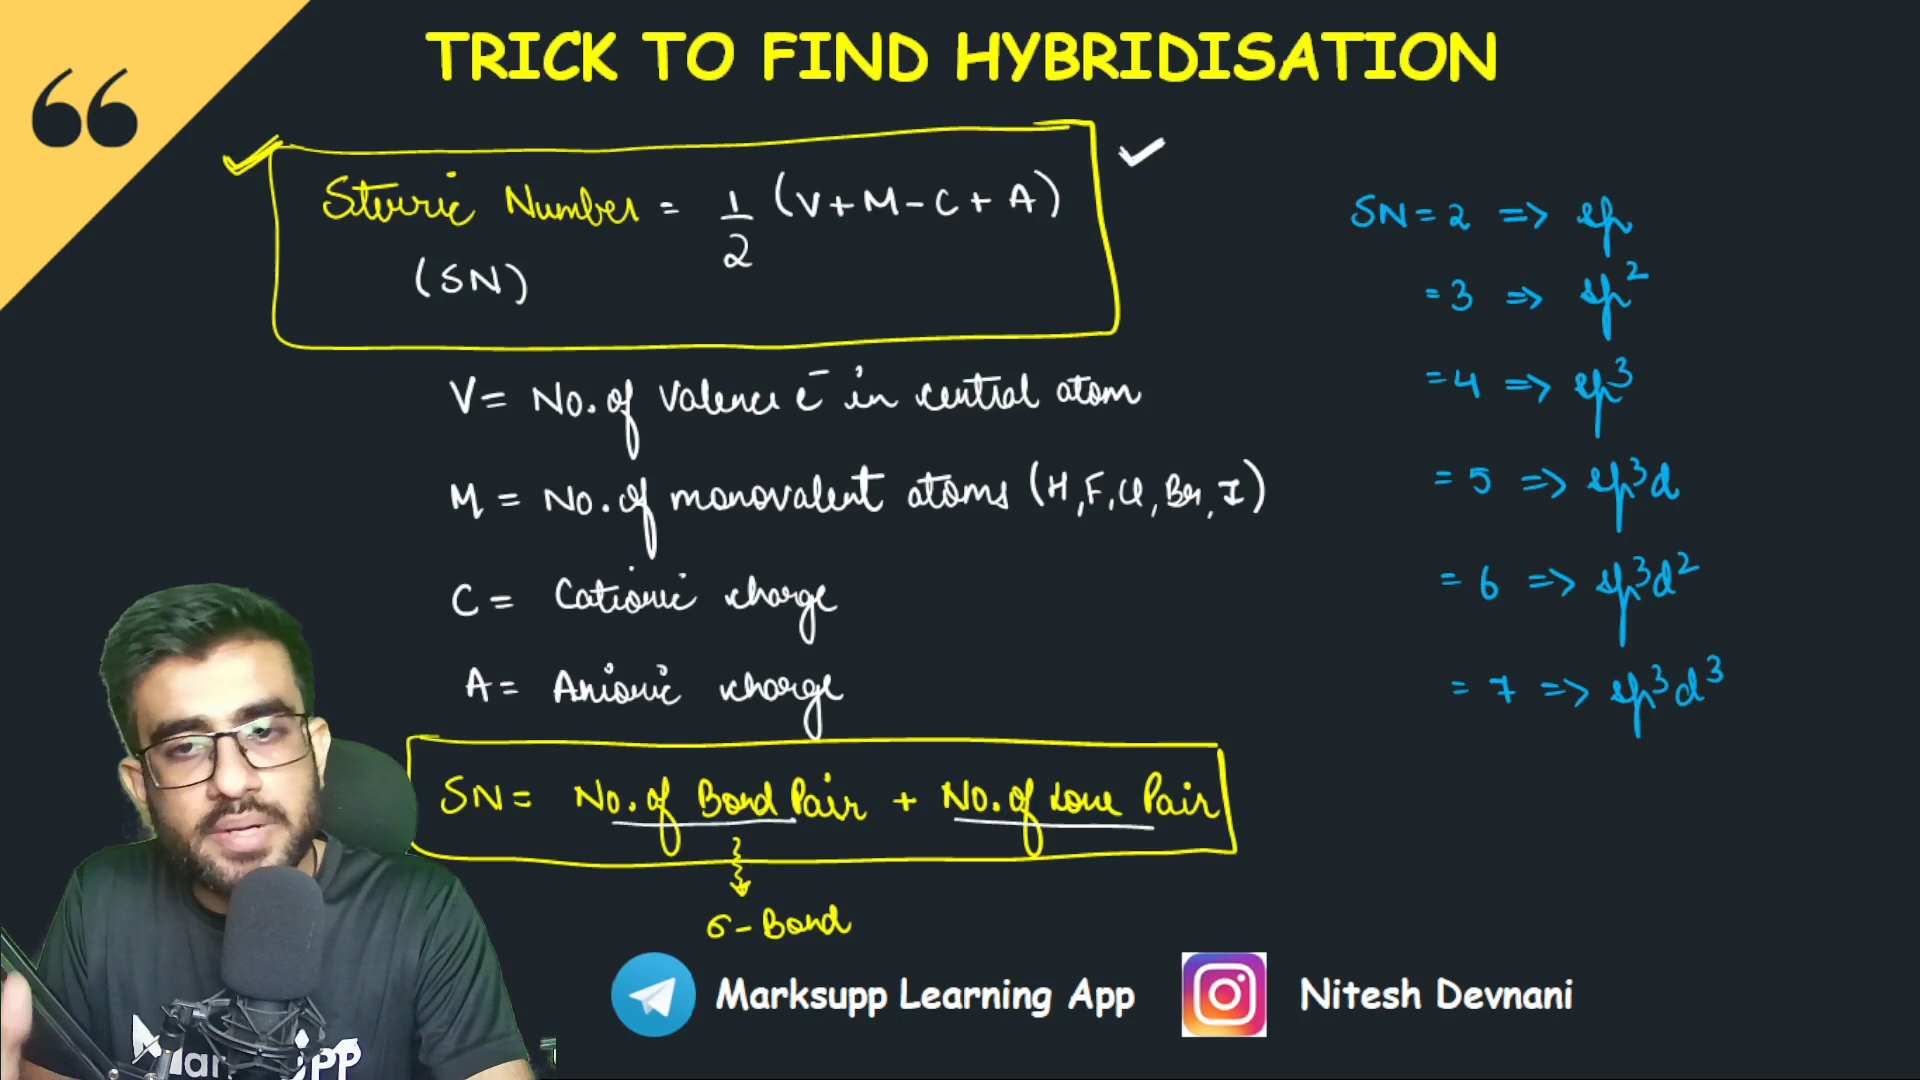 TRICK TO FIND HYBRIDISATION
Steric Number = 1/2 (V+M-C+A)
(SN)
V= No. of Valence e⁻ in central atom
M = No. of monovalent atoms (H,F,Cl,Br,I)
C = Cationic charge
A = Anionic charge
SN= No. of Bond Pair + No. of Lone Pair
σ-Bond
SN=2 => sp
=3 => sp²
=4 => sp³
=5 => sp³d
=6 => sp³d²
=7 => sp³d³
Marksupp Learning App
Nitesh Devnani